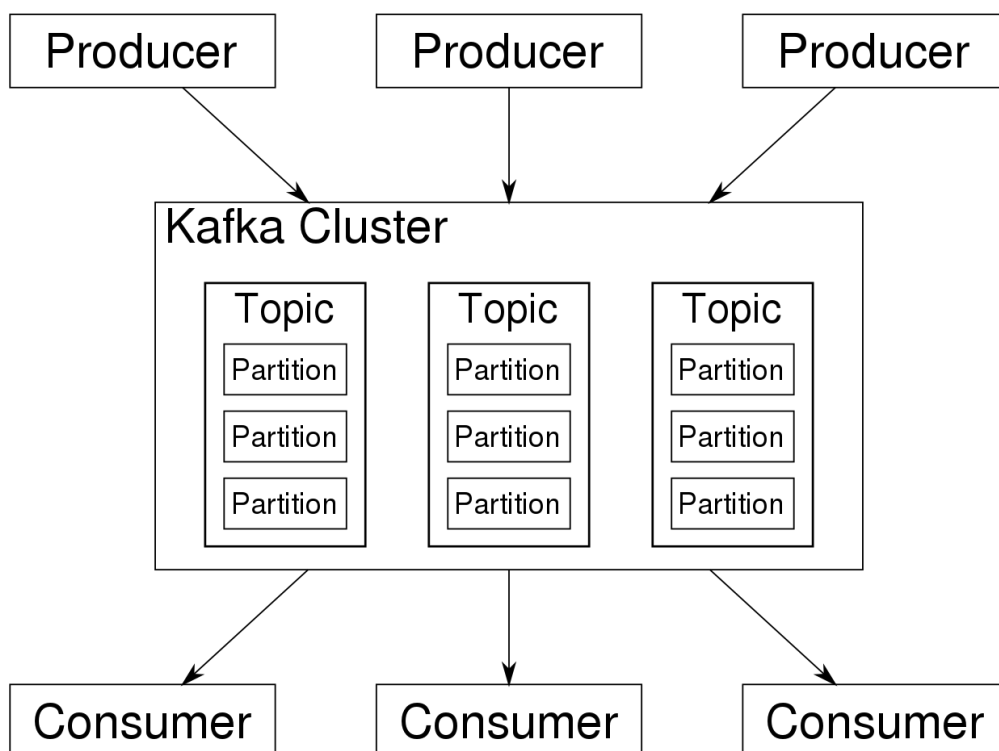 Producer Producer Producer
Kafka Cluster
Topic Topic Topic
Partition Partition Partition
Partition Partition Partition
Partition Partition Partition
Consumer Consumer Consumer